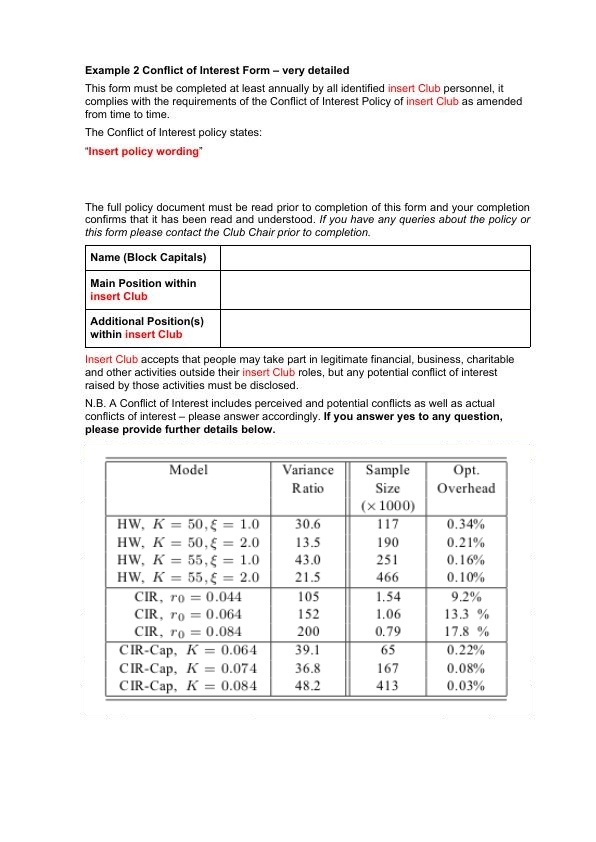 Example 2 Conflict of Interest Form – very detailed
This form must be completed at least annually by all identified insert Club personnel, it
complies with the requirements of the Conflict of Interest Policy of insert Club as amended
from time to time.
The Conflict of Interest policy states:
“Insert policy wording”
The full policy document must be read prior to completion of this form and your completion
confirms that it has been read and understood. If you have any queries about the policy or
this form please contact the Club Chair prior to completion.
Name (Block Capitals)
Main Position within
insert Club
Additional Position(s)
within insert Club
Insert Club accepts that people may take part in legitimate financial, business, charitable
and other activities outside their insert Club roles, but any potential conflict of interest
raised by those activities must be disclosed.
N.B. A Conflict of Interest includes perceived and potential conflicts as well as actual
conflicts of interest – please answer accordingly. If you answer yes to any question,
please provide further details below.
Model Variance Sample Opt.
Ratio Size Overhead
(×1000)
HW, K = 50, ξ = 1.0 30.6 117 0.34%
HW, K = 50, ξ = 2.0 13.5 190 0.21%
HW, K = 55, ξ = 1.0 43.0 251 0.16%
HW, K = 55, ξ = 2.0 21.5 466 0.10%
CIR, r0 = 0.044 105 1.54 9.2%
CIR, r0 = 0.064 152 1.06 13.3 %
CIR, r0 = 0.084 200 0.79 17.8 %
CIR-Cap, K = 0.064 39.1 65 0.22%
CIR-Cap, K = 0.074 36.8 167 0.08%
CIR-Cap, K = 0.084 48.2 413 0.03%